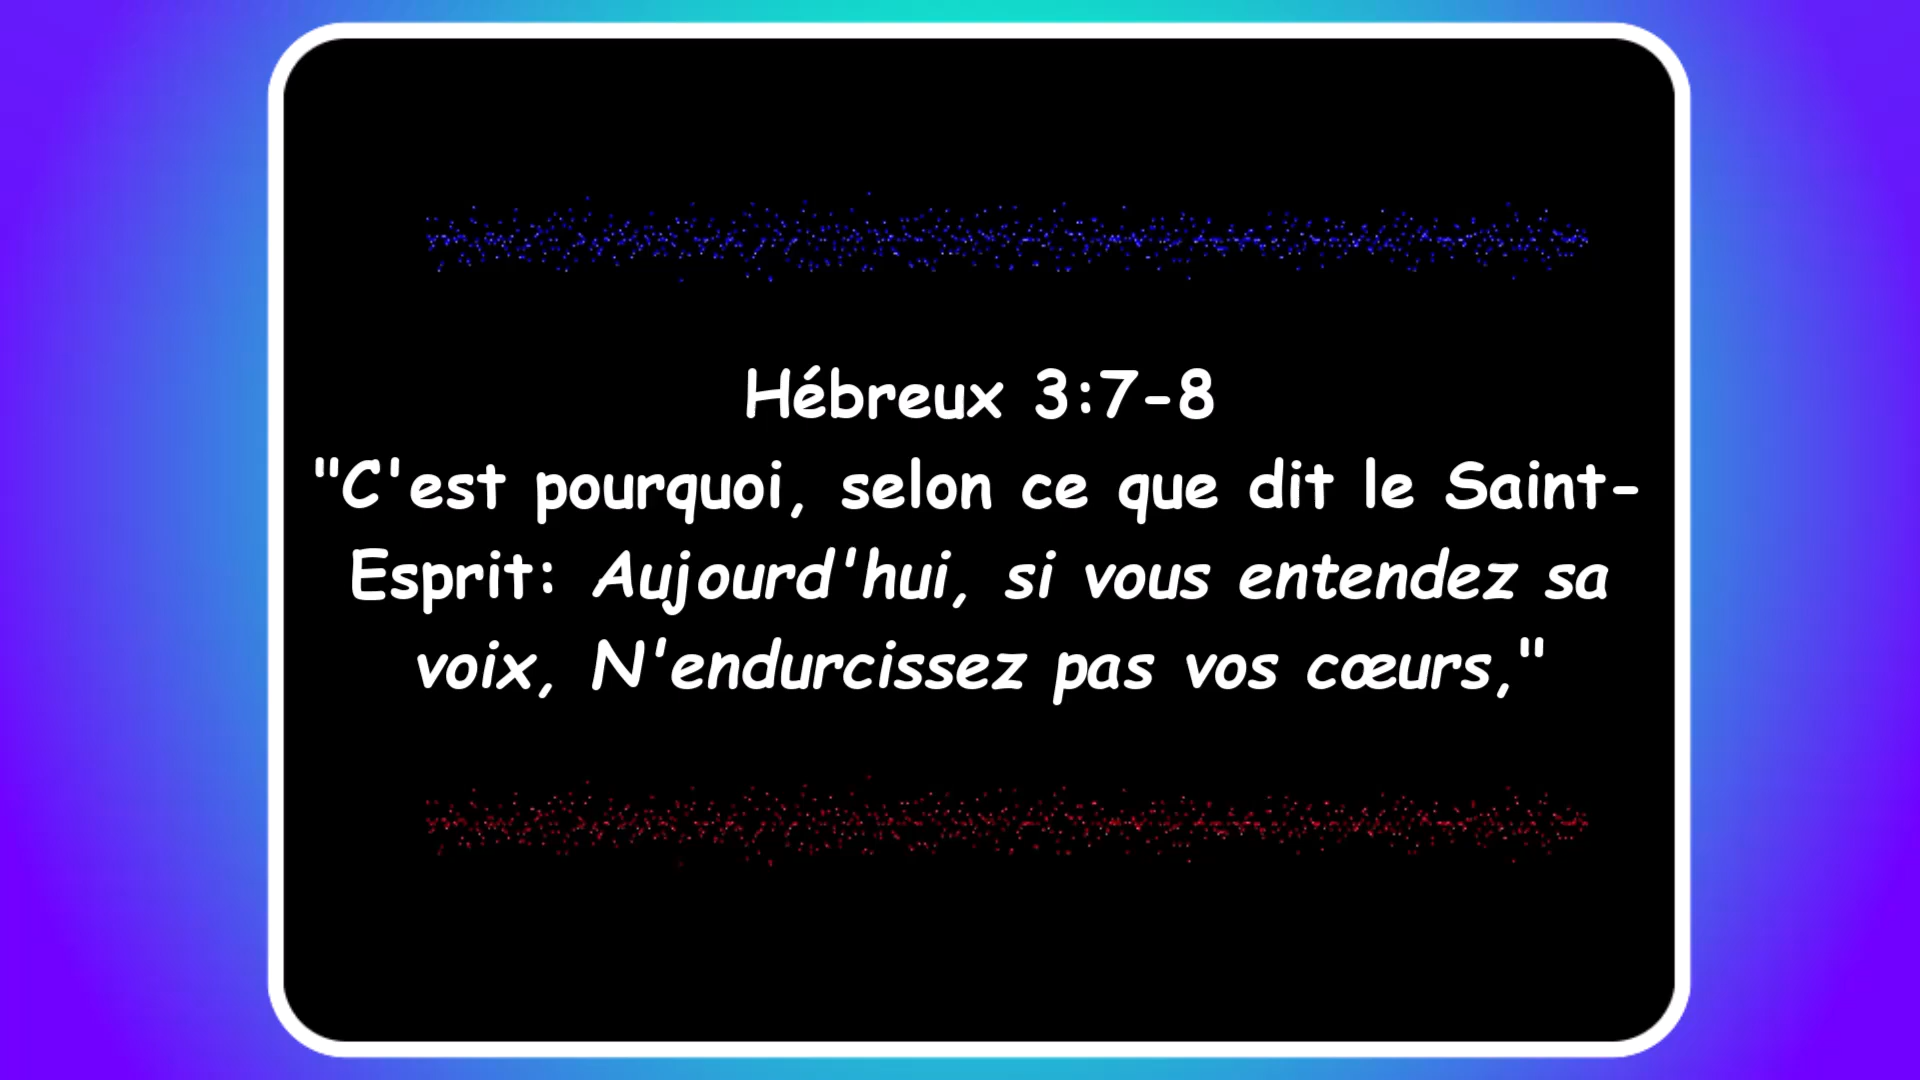 Hébreux 3:7-8
"C'est pourquoi, selon ce que dit le Saint-
Esprit: Aujourd'hui, si vous entendez sa
voix, N'endurcissez pas vos cœurs,"